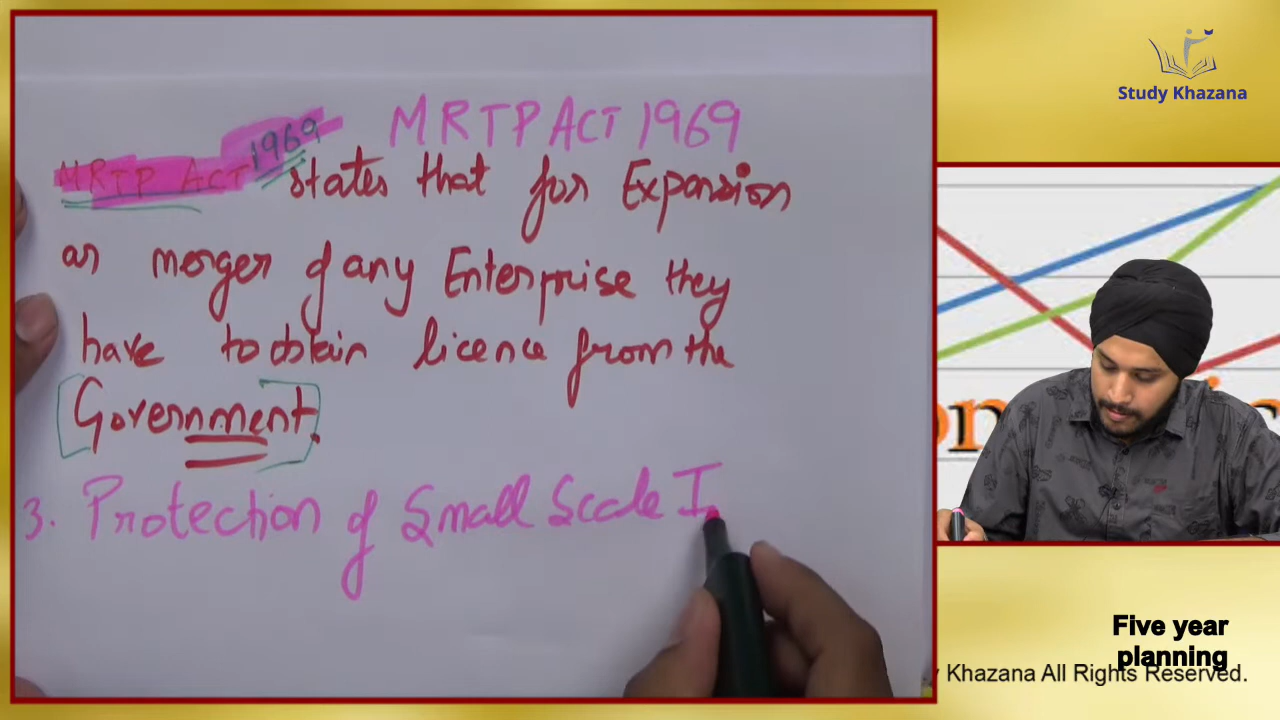 MRTP ACT 1969
MRTP ACT 1969 states that for Expansion
or merger of any Enterprise they
have to obtain licence from the
Government.
3. Protection of Small Scale I
Study Khazana
Five year
planning
Khazana All Rights Reserved.